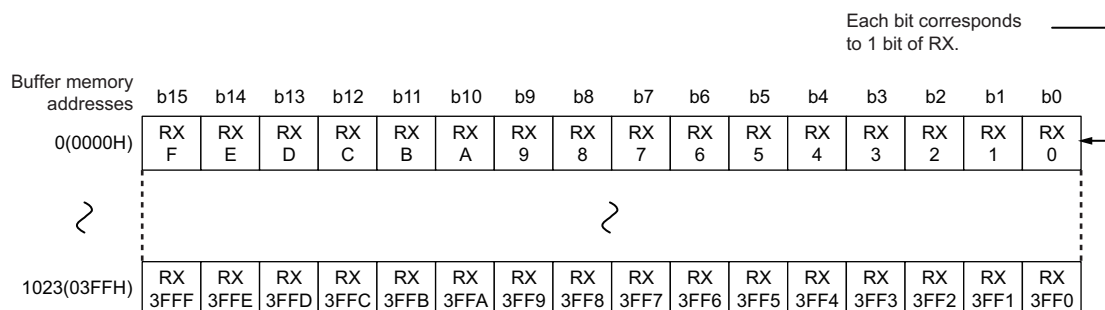 Each bit corresponds
to 1 bit of RX.
Buffer memory
addresses
b15 b14 b13 b12 b11 b10 b9 b8 b7 b6 b5 b4 b3 b2 b1 b0
0(0000H)
RX RX RX RX RX RX RX RX RX RX RX RX RX RX RX RX
F E D C B A 9 8 7 6 5 4 3 2 1 0
1023(03FFH)
RX RX RX RX RX RX RX RX RX RX RX RX RX RX RX RX
3FFF 3FFE 3FFD 3FFC 3FFB 3FFA 3FF9 3FF8 3FF7 3FF6 3FF5 3FF4 3FF3 3FF2 3FF1 3FF0